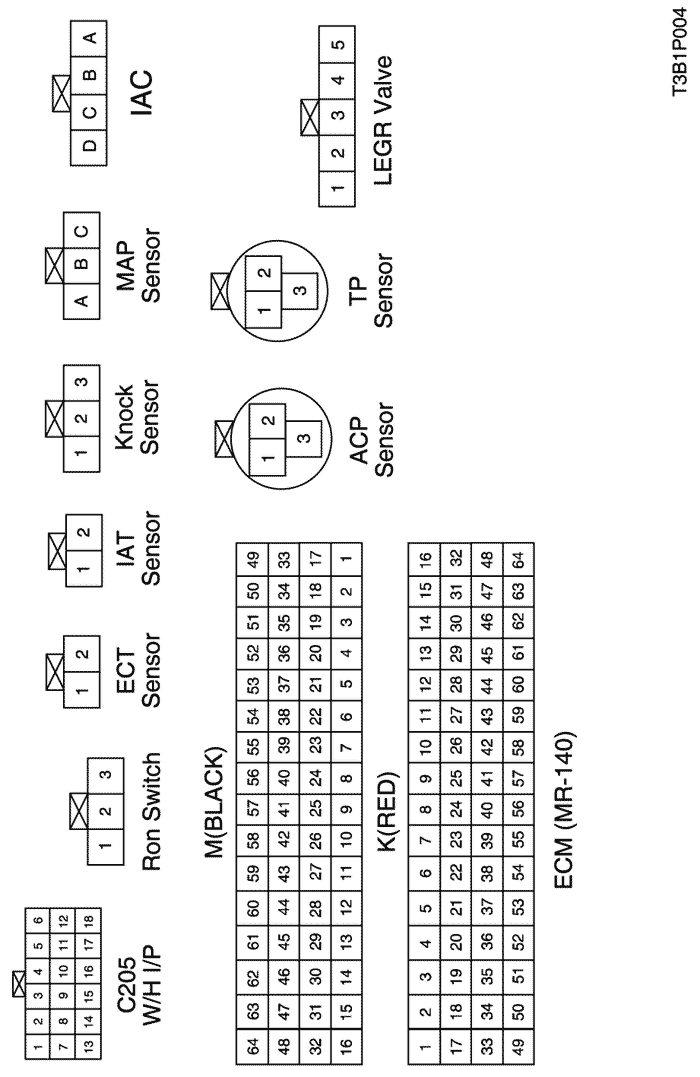 1 2 3 4 5 6
7 8 9 10 11 12
13 14 15 16 17 18
C205
W/H I/P
1 2 3
Ron Switch
1 2
ECT
Sensor
1 2
IAT
Sensor
1 2 3
Knock
Sensor
A B C
MAP
Sensor
D C B A
IAC
M(BLACK)
64 63 62 61 60 59 58 57 56 55 54 53 52 51 50 49
48 47 46 45 44 43 42 41 40 39 38 37 36 35 34 33
32 31 30 29 28 27 26 25 24 23 22 21 20 19 18 17
16 15 14 13 12 11 10 9 8 7 6 5 4 3 2 1
K(RED)
1 2 3 4 5 6 7 8 9 10 11 12 13 14 15 16
17 18 19 20 21 22 23 24 25 26 27 28 29 30 31 32
33 34 35 36 37 38 39 40 41 42 43 44 45 46 47 48
49 50 51 52 53 54 55 56 57 58 59 60 61 62 63 64
ECM (MR-140)
1 2
3
ACP
Sensor
1 2
3
TP
Sensor
1 2 3 4 5
LEGR Valve
T3B1P004